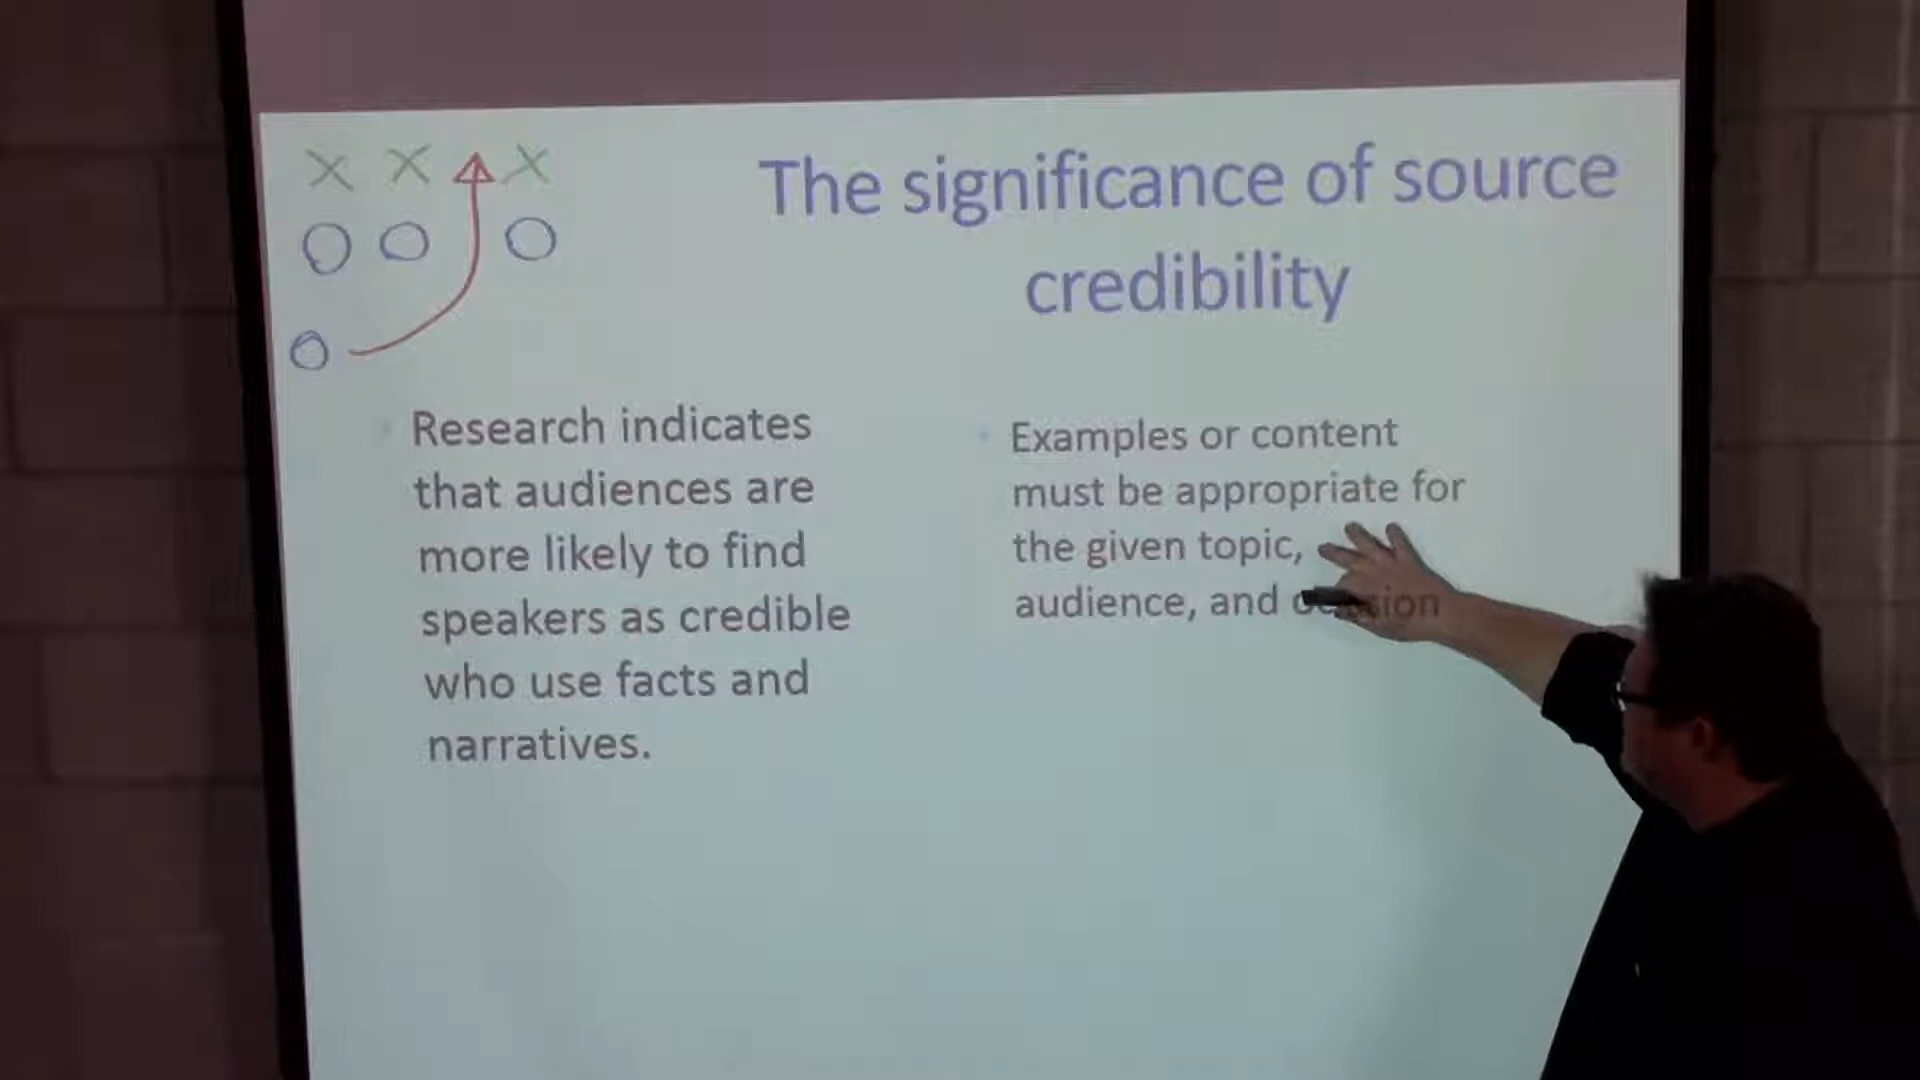 The significance of source
credibility
Research indicates
that audiences are
more likely to find
speakers as credible
who use facts and
narratives.
Examples or content
must be appropriate for
the given topic,
audience, and